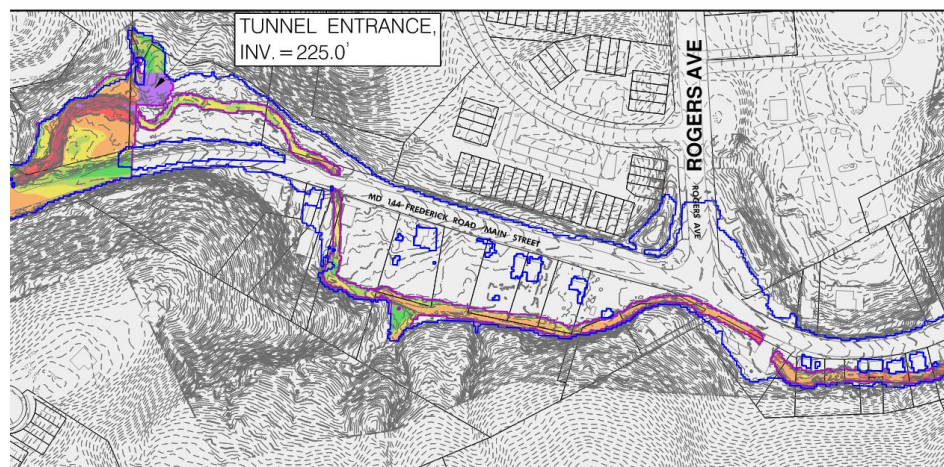 TUNNEL ENTRANCE,
INV. = 225.0'
ROGERS AVE
ROGERS AVE
MD 144 FREDERICK ROAD MAIN STREET